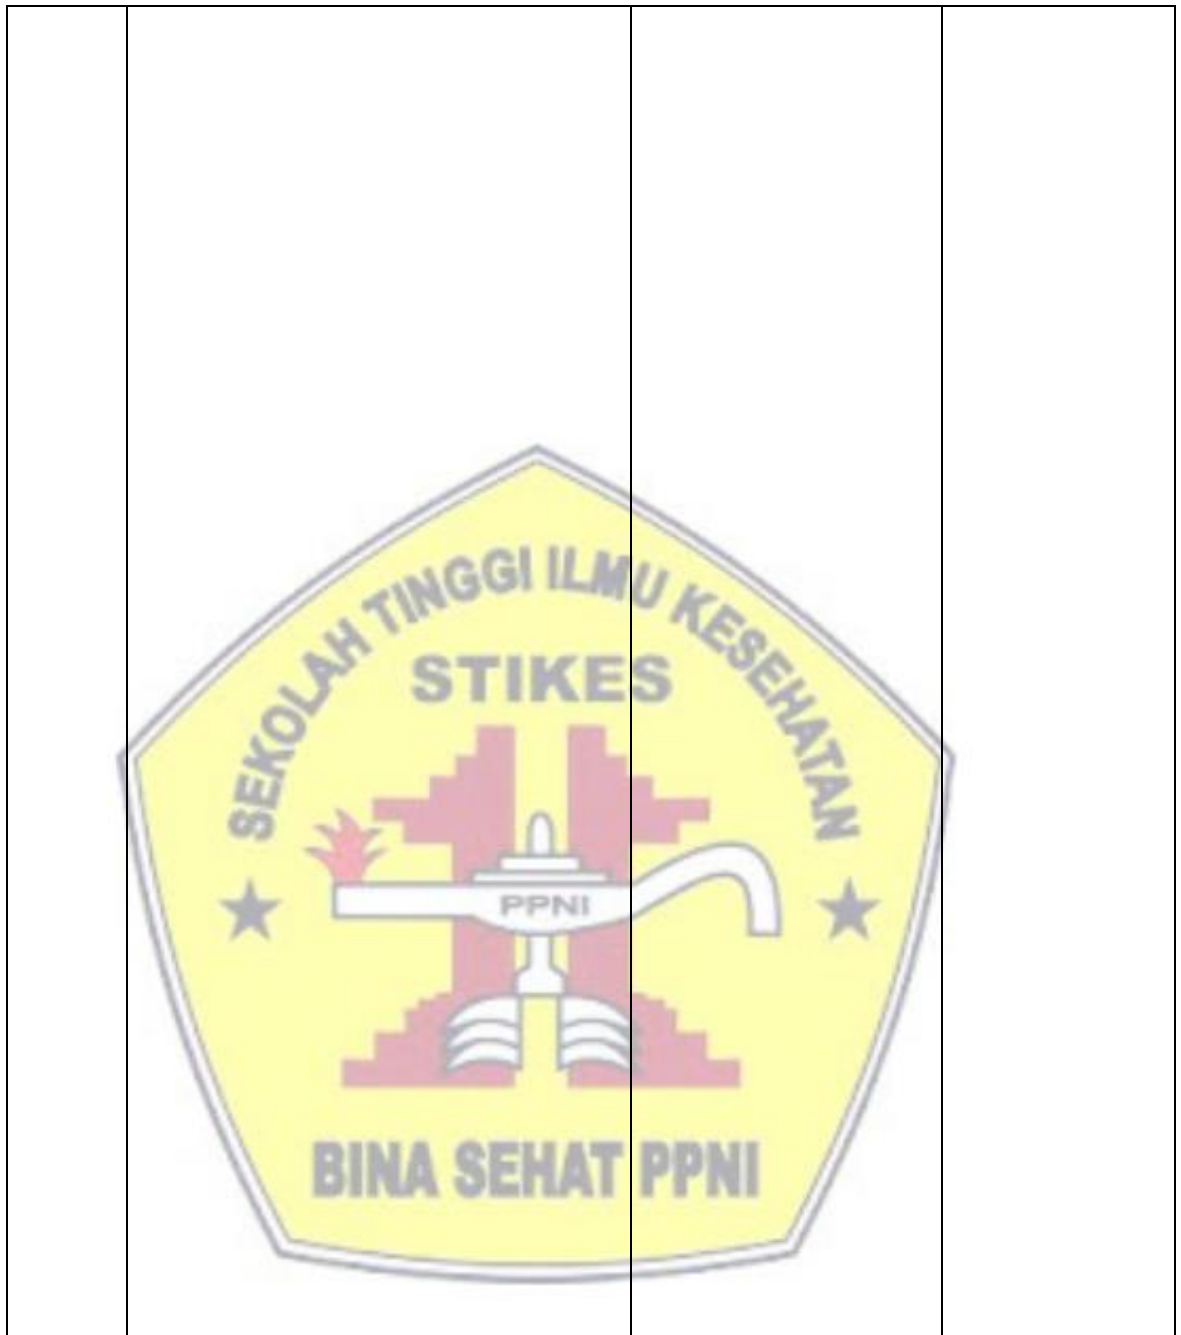 SEKOLAH TINGGI ILMU KESEHATAN
STIKES
PPNI
BINA SEHAT PPNI